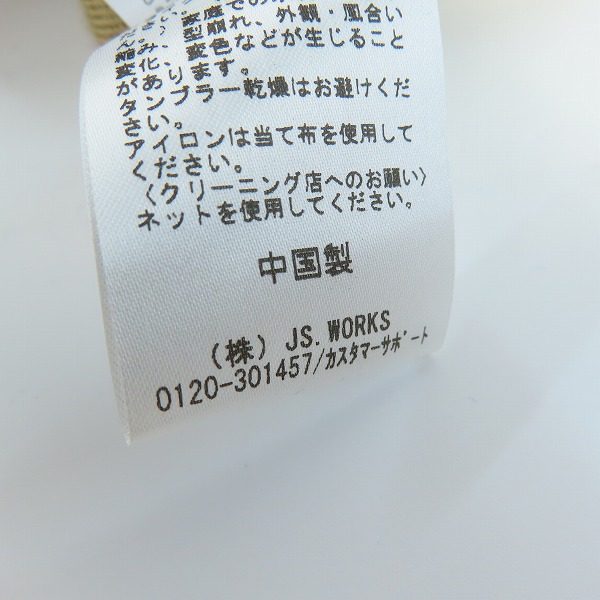 庭での
型崩れ、外観・風合い
変色などが生じること
あります。
タンブラー乾燥はお避けくだ
さい。
アイロンは当て布を使用して
ください。
〈クリーニング店へのお願い〉
ネットを使用してください。
中国製
(株) JS.WORKS
0120-301457/カスタマーサポート